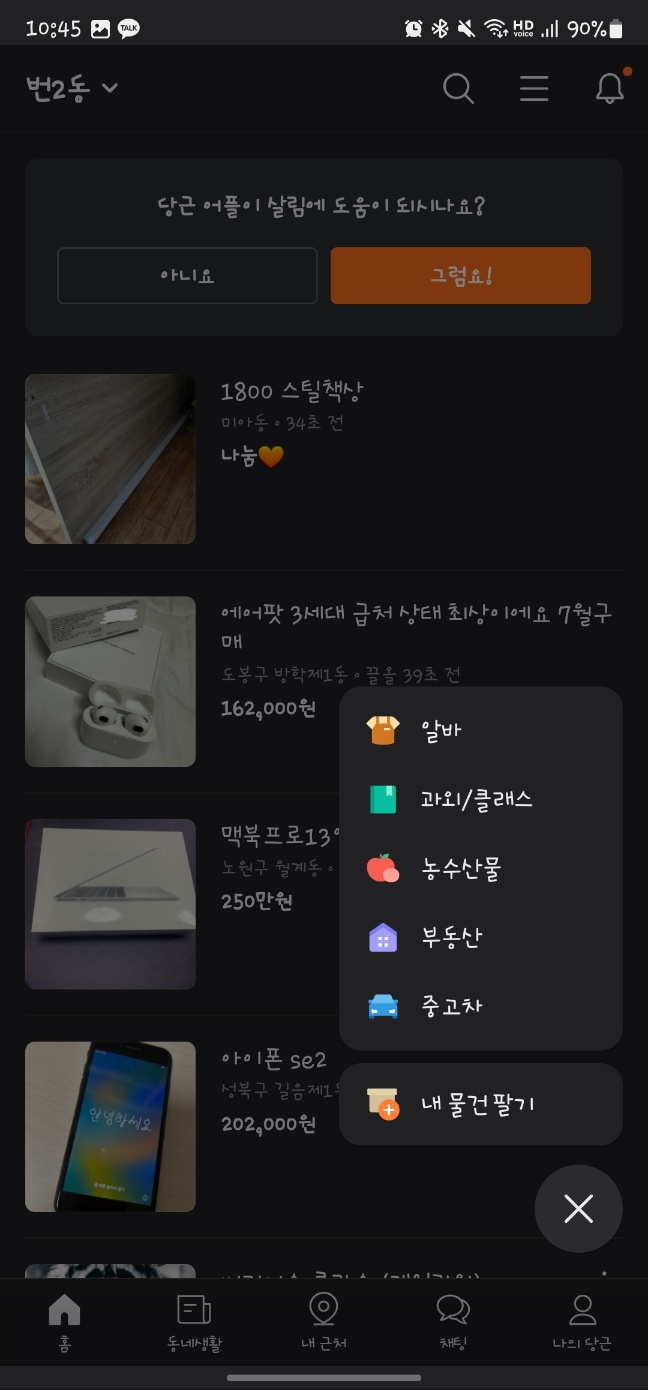 10:45 TALK HD voice 90%
번2동
당근 어플이 살림에 도움이 되시나요?
아니요 그럼요!
1800 스틸책상
미아동 • 34초 전
나눔🧡
에어팟 3세대 급처 상태 최상이에요 7월구
매
도봉구 방학제1동 • 끌올 39초 전
162,000원
맥북프로13
노원구 월계동 •
250만원
아이폰 se2
성북구 길음제1동
202,000원
안녕하세요
알바
과외/클래스
농수산물
부동산
중고차
내 물건 팔기
홈 동네생활 내 근처 채팅 나의 당근